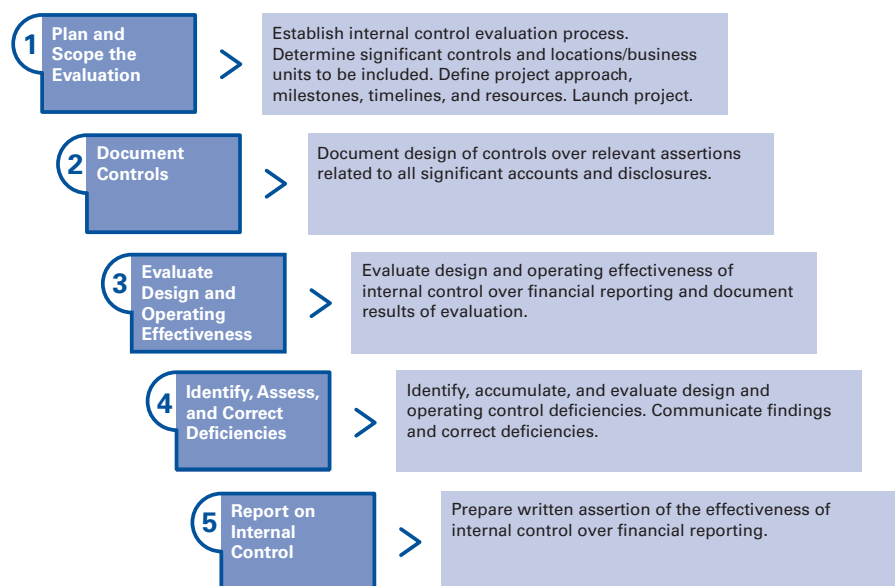 1
Plan and
Scope the
Evaluation
Establish internal control evaluation process.
Determine significant controls and locations/business
units to be included. Define project approach,
milestones, timelines, and resources. Launch project.
2
Document
Controls
Document design of controls over relevant assertions
related to all significant accounts and disclosures.
3
Evaluate
Design and
Operating
Effectiveness
Evaluate design and operating effectiveness of
internal control over financial reporting and document
results of evaluation.
4
Identify, Assess,
and Correct
Deficiencies
Identify, accumulate, and evaluate design and
operating control deficiencies. Communicate findings
and correct deficiencies.
5
Report on
Internal
Control
Prepare written assertion of the effectiveness of
internal control over financial reporting.